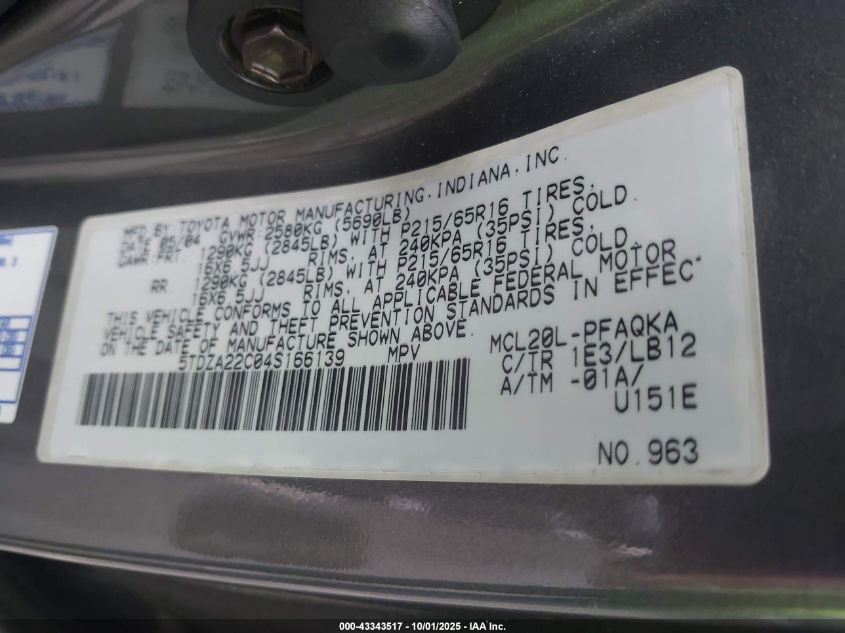 MFD.BY:TOYOTA MOTOR MANUFACTURING,INDIANA,INC.
DATE 05/04 GVWR:2580KG (5690LB)
GAWR FRT. 1290KG (2845LB) WITH P215/65R16 TIRES,
16X6.5JJ RIMS, AT 240KPA (35PSI) COLD.
RR. 1290KG (2845LB) WITH P215/65R16 TIRES,
16X6.5JJ RIMS, AT 240KPA (35PSI) COLD.
THIS VEHICLE CONFORMS TO ALL APPLICABLE FEDERAL MOTOR
VEHICLE SAFETY AND THEFT PREVENTION STANDARDS IN EFFEC-
ON THE DATE OF MANUFACTURE SHOWN ABOVE.
5TDZA22C04S166139 MPV
MCL20L-PFAQKA
C/TR 1E3/LB12
A/TM -01A/
U151E
NO.963
000-43343517 - 10/01/2025 - IAA Inc.